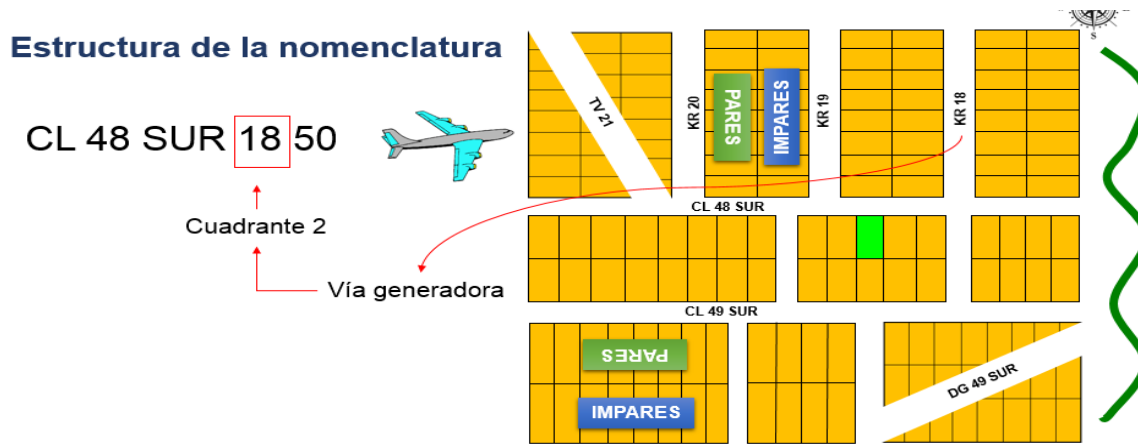 Estructura de la nomenclatura
CL 48 SUR 18 50
Cuadrante 2
Vía generadora
TV 21
KR 20
PARES
IMPARES
KR 19
KR 18
S
CL 48 SUR
CL 49 SUR
PARES
IMPARES
DG 49 SUR